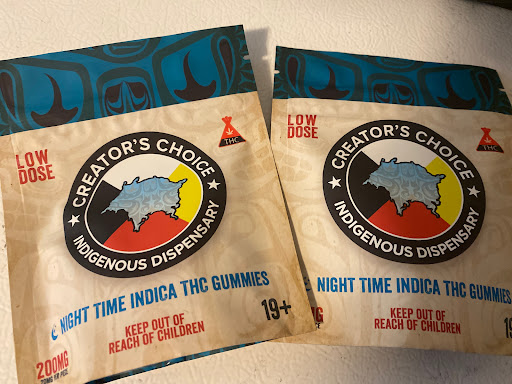 LOW
DOSE
THC
CREATOR'S CHOICE
INDIGENOUS DISPENSARY
NIGHT TIME INDICA THC GUMMIES
19+
KEEP OUT OF
REACH OF CHILDREN
200MG
LOW
DOSE
THC
CREATOR'S CHOICE
INDIGENOUS DISPENSARY
NIGHT TIME INDICA THC GUMMIES
19
KEEP OUT OF
REACH OF CHILDREN
MG